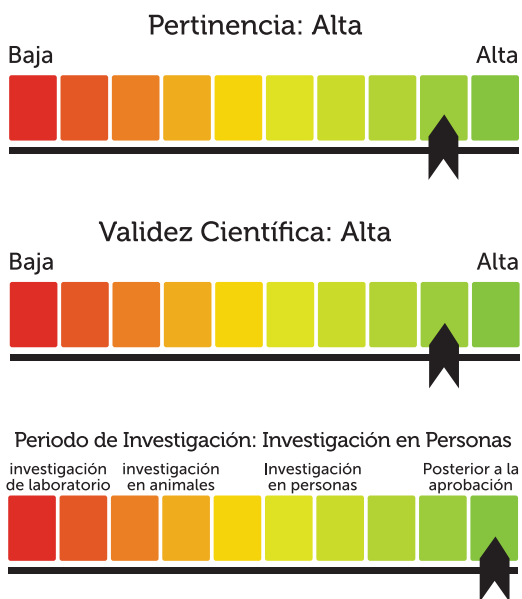 Pertinencia: Alta
Baja Alta
Validez Científica: Alta
Baja Alta
Periodo de Investigación: Investigación en Personas
investigación de laboratorio
investigación en animales
Investigación en personas
Posterior a la aprobación